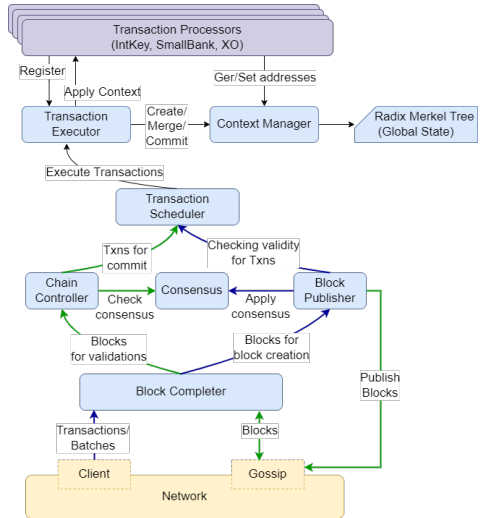 Transaction Processors
(IntKey, SmallBank, XO)
Register
Apply Context
Ger/Set addresses
Transaction
Executor
Create/
Merge/
Commit
Context Manager
Radix Merkel Tree
(Global State)
Execute Transactions
Transaction
Scheduler
Txns for
commit
Checking validity
for Txns
Chain
Controller
Check
consensus
Consensus
Apply
consensus
Block
Publisher
Blocks
for validations
Blocks for
block creation
Publish
Blocks
Block Completer
Transactions/
Batches
Blocks
Client
Gossip
Network